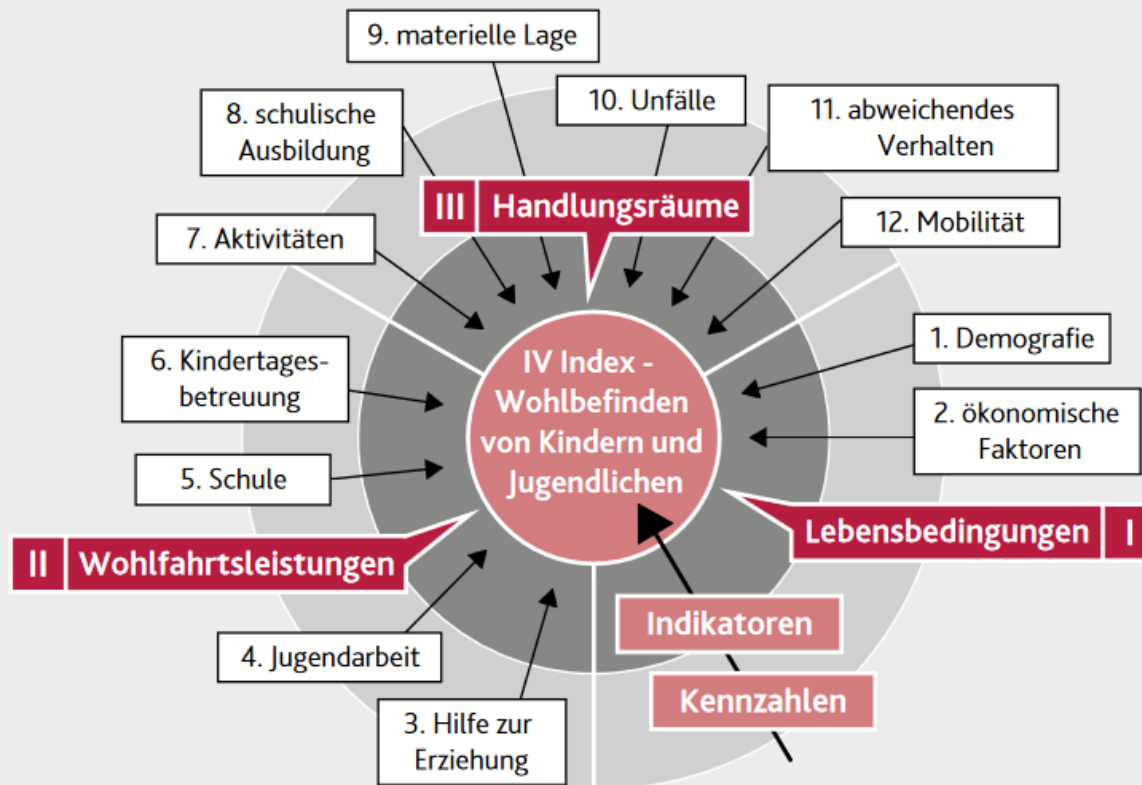 9. materielle Lage
10. Unfälle
8. schulische
Ausbildung
11. abweichendes
Verhalten
III Handlungsräume
7. Aktivitäten
12. Mobilität
6. Kindertages-
betreuung
IV Index -
Wohlbefinden
von Kindern und
Jugendlichen
1. Demografie
2. ökonomische
Faktoren
5. Schule
II Wohlfahrtsleistungen
Lebensbedingungen I
4. Jugendarbeit
Indikatoren
Kennzahlen
3. Hilfe zur
Erziehung